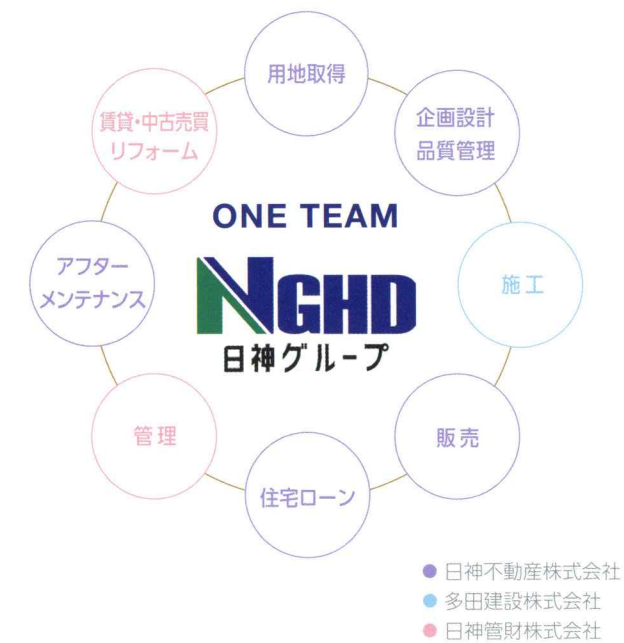 用地取得
企画設計
品質管理
施工
販売
住宅ローン
管理
アフター
メンテナンス
賃貸・中古売買
リフォーム
ONE TEAM
NGHD
日神グループ
日神不動産株式会社
多田建設株式会社
日神管財株式会社